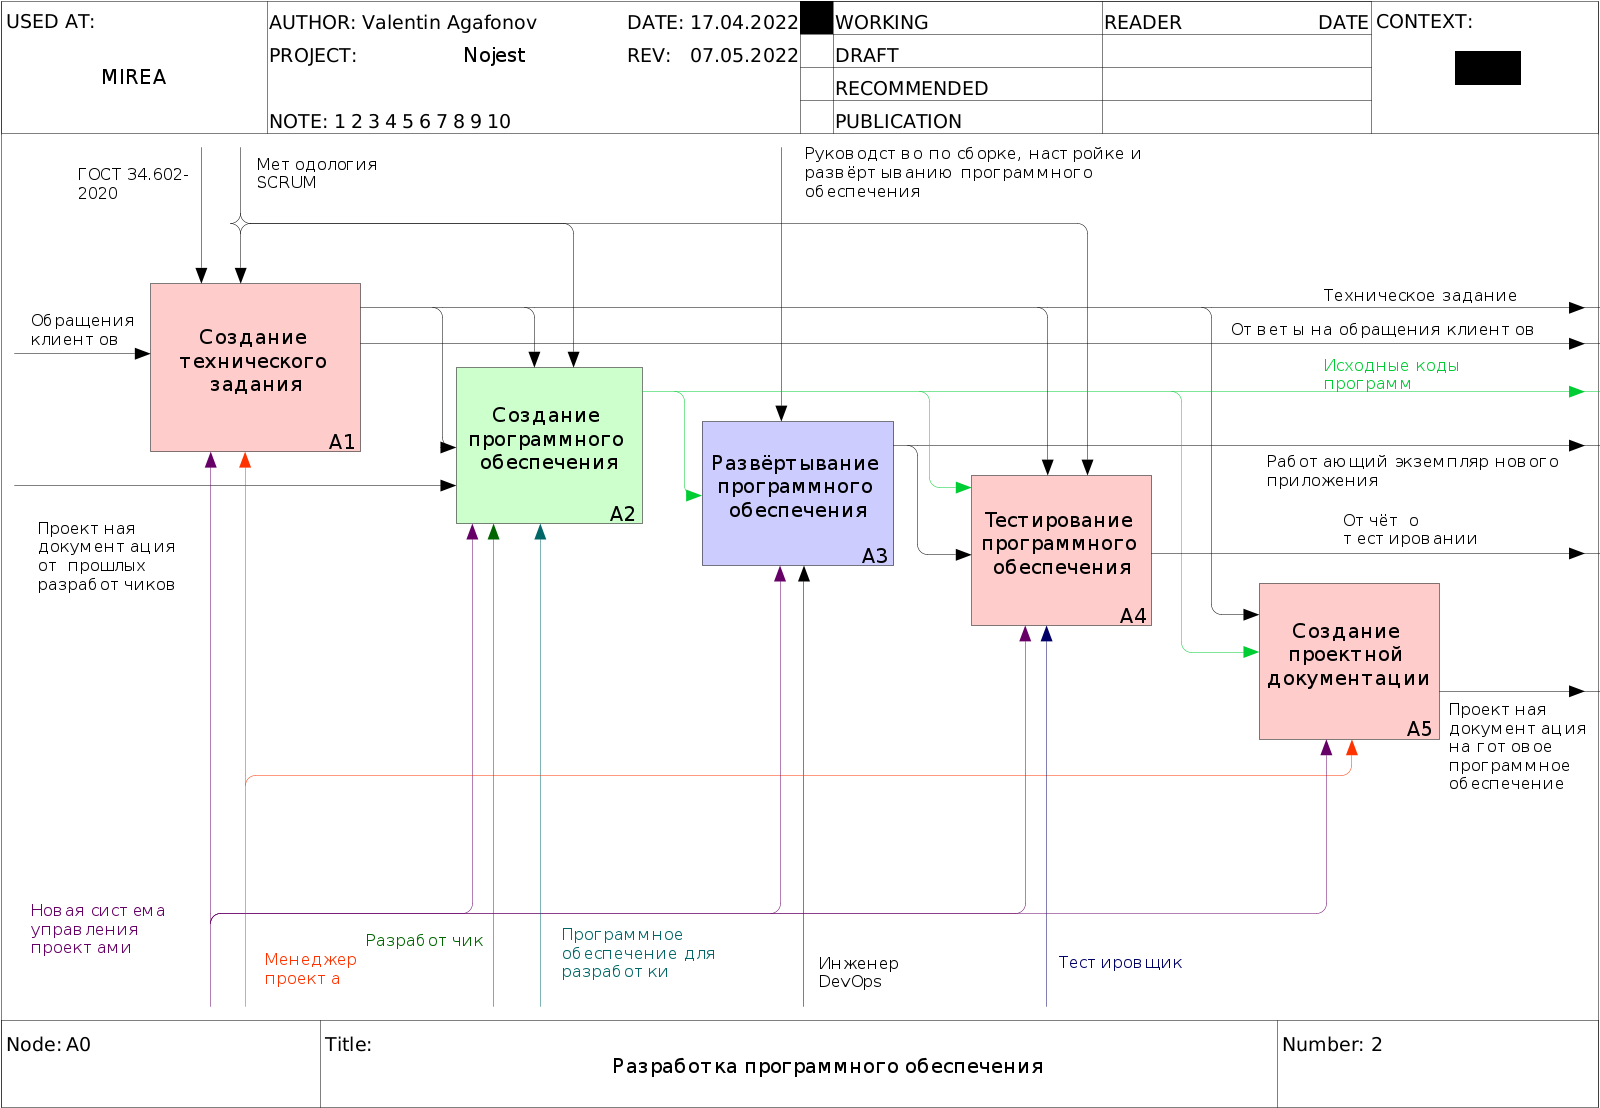 USED AT:
MIREA
AUTHOR: Valentin Agafonov
DATE: 17.04.2022
PROJECT:
Nojest
REV: 07.05.2022
NOTE: 1 2 3 4 5 6 7 8 9 10
WORKING
DRAFT
RECOMMENDED
PUBLICATION
READER
DATE
CONTEXT:
ГОСТ 34.602-
2020
Методология
SCRUM
Руководство по сборке, настройке и
развёртыванию программного
обеспечения
Обращения
клиентов
Создание
технического
задания
A1
Техническое задание
Ответы на обращения клиентов
Исходные коды
программ
Создание
программного
обеспечения
A2
Развёртывание
программного
обеспечения
A3
Работающий экземпляр нового
приложения
Тестирование
программного
обеспечения
A4
Отчёт о
тестировании
Проектная
документация
от прошлых
разработчиков
Создание
проектной
документации
A5
Проектная
документация
на готовое
программное
обеспечение
Новая система
управления
проектами
Менеджер
проекта
Разработчик
Программное
обеспечение для
разработки
Инженер
DevOps
Тестировщик
Node: A0
Title:
Разработка программного обеспечения
Number: 2